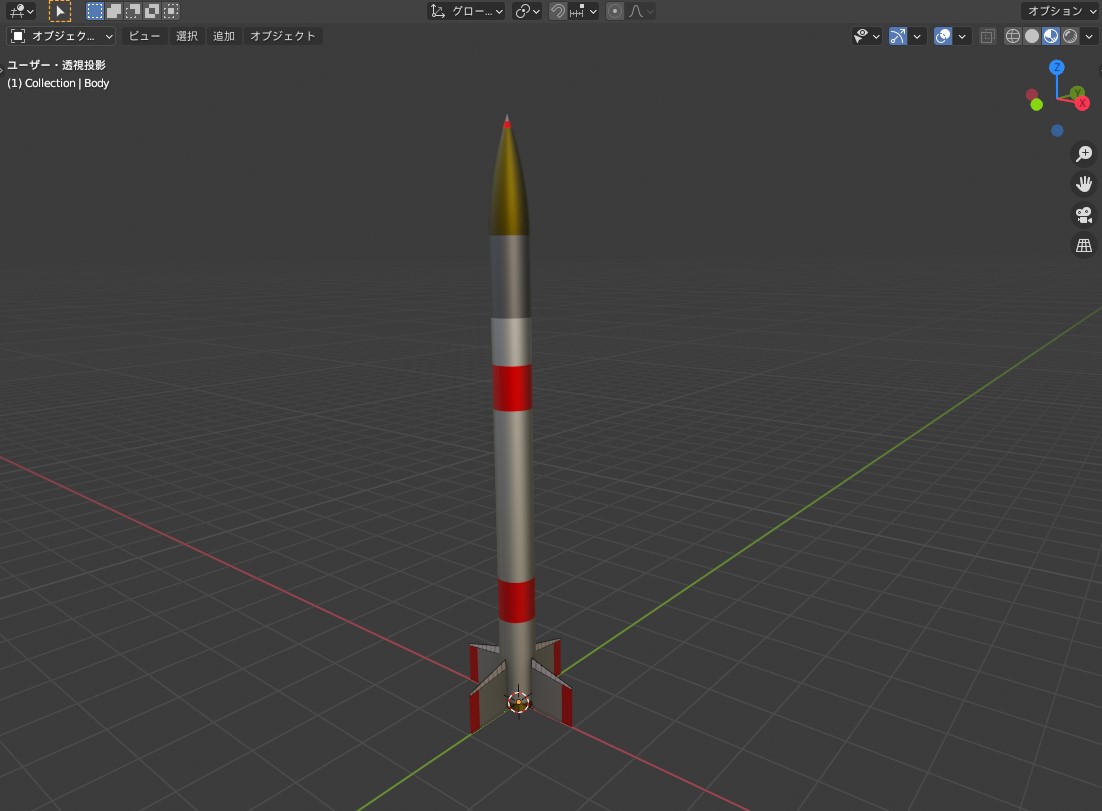 グロー...
オプション
オブジェク...
ビュー
選択
追加
オブジェクト
ユーザー・透視投影
(1) Collection | Body
Z
Y
X